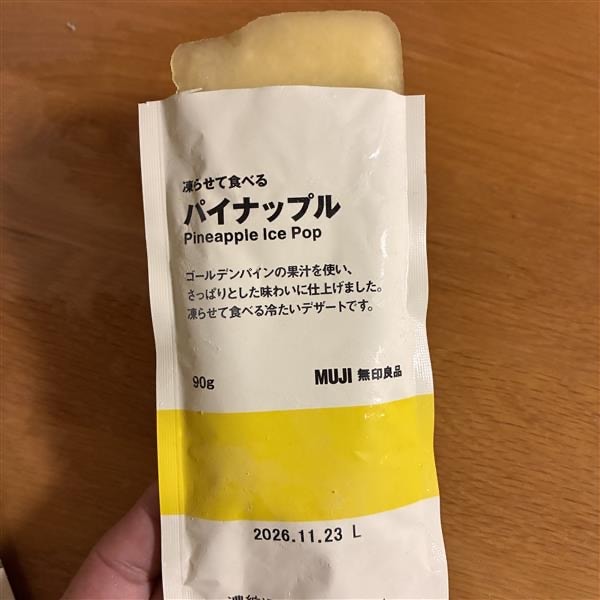 凍らせて食べる
パイナップル
Pineapple Ice Pop
ゴールデンパインの果汁を使い、
さっぱりとした味わいに仕上げました。
凍らせて食べる冷たいデザートです。
90g
MUJI 無印良品
2026.11.23 L